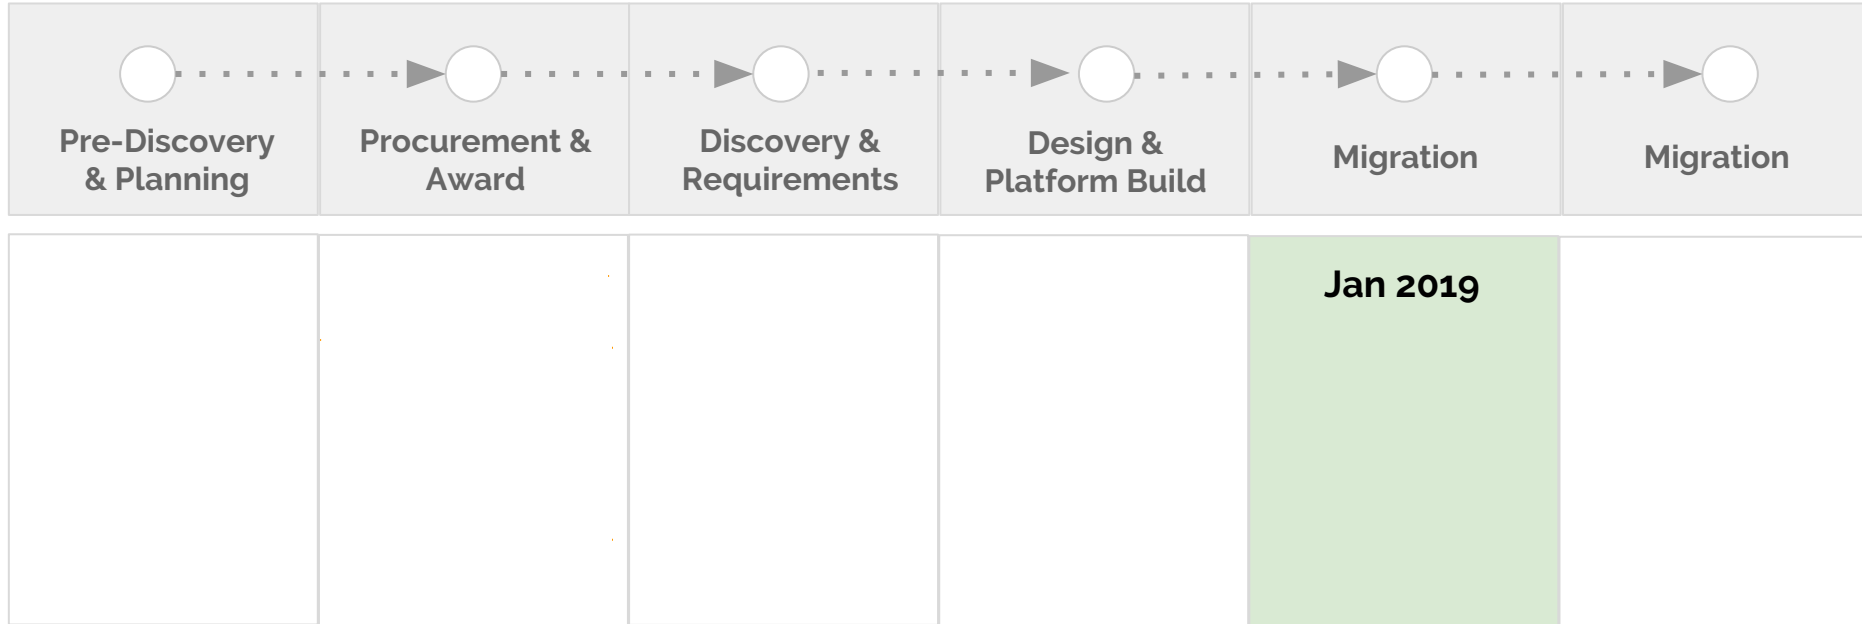 Pre-Discovery
& Planning
Procurement &
Award
Discovery &
Requirements
Design &
Platform Build
Migration
Migration
Jan 2019